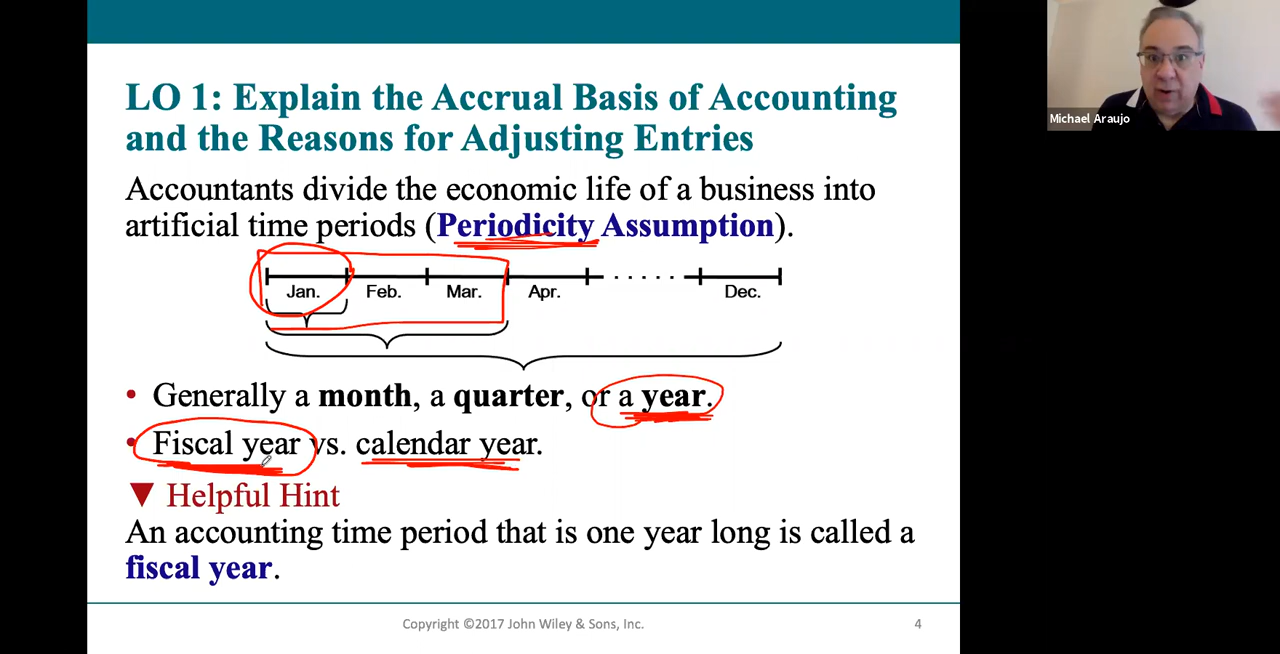 LO 1: Explain the Accrual Basis of Accounting
and the Reasons for Adjusting Entries
Accountants divide the economic life of a business into
artificial time periods (Periodicity Assumption).
Jan. Feb. Mar. Apr. . . . . . Dec.
• Generally a month, a quarter, or a year.
• Fiscal year vs. calendar year.
▼ Helpful Hint
An accounting time period that is one year long is called a
fiscal year.
Copyright ©2017 John Wiley & Sons, Inc. 4
Michael Araujo